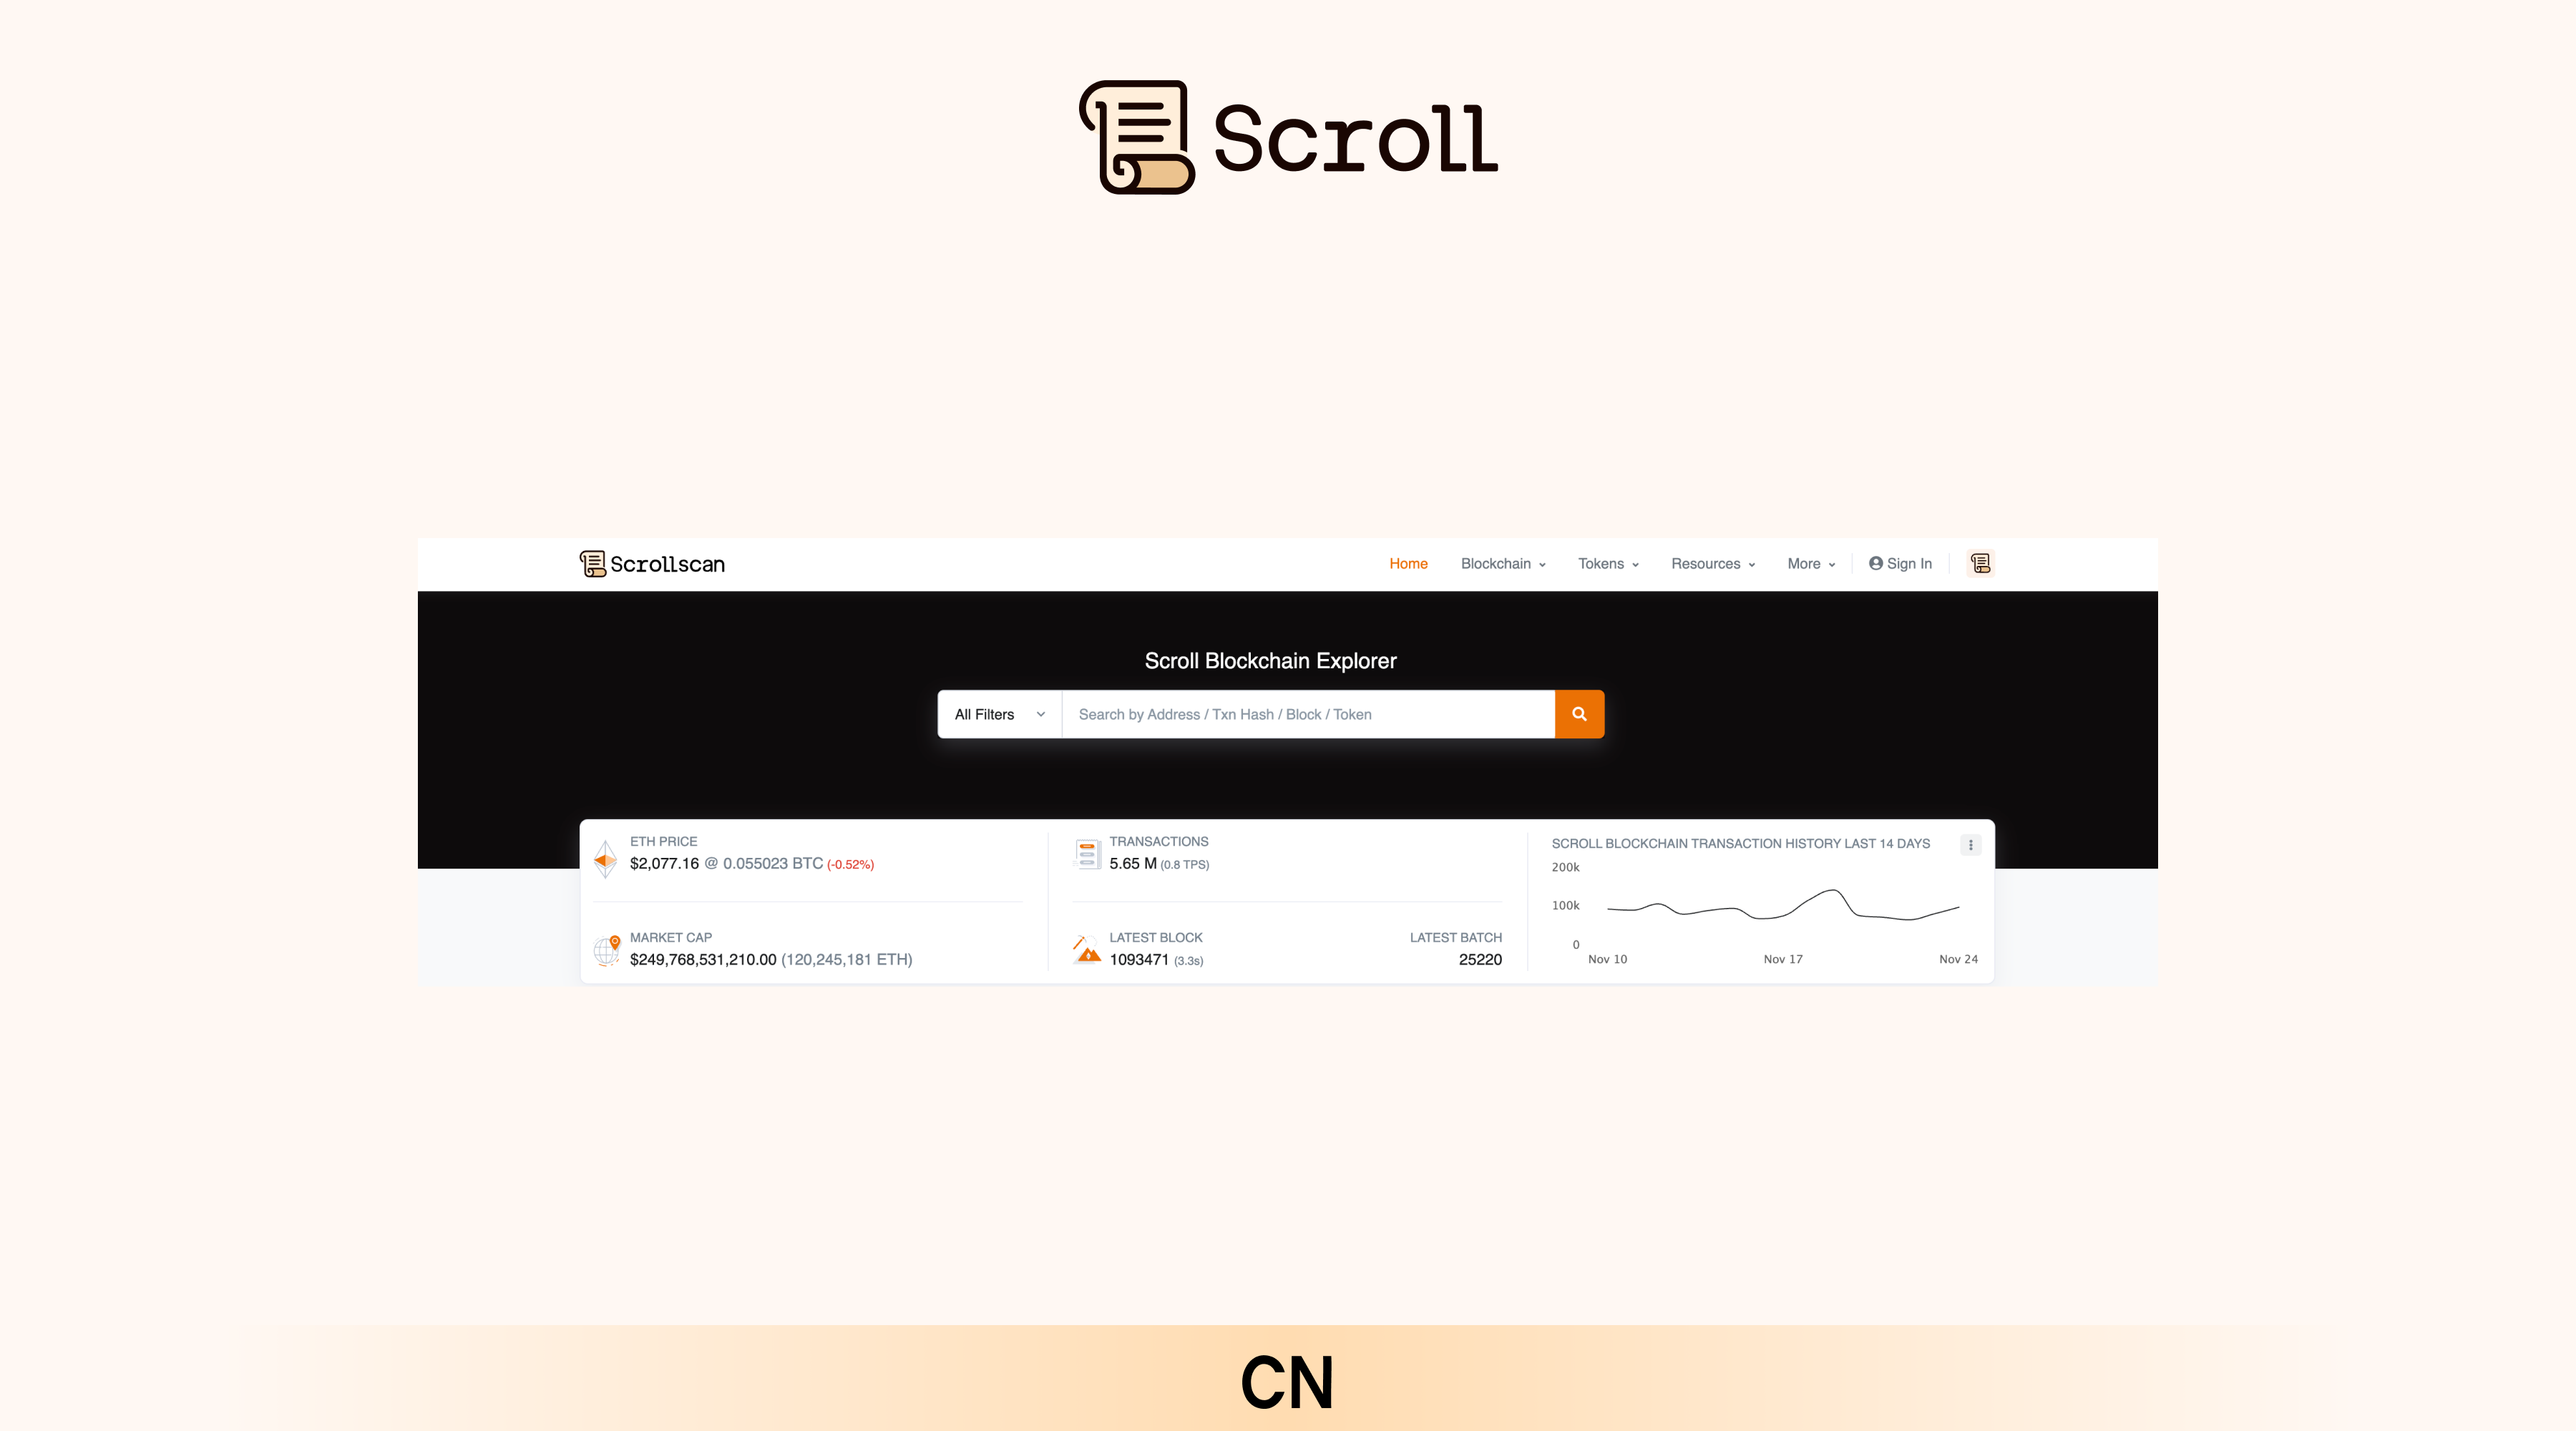 Scroll
Scrollscan
Home Blockchain Tokens Resources More Sign In
Scroll Blockchain Explorer
All Filters Search by Address / Txn Hash / Block / Token
ETH PRICE
$2,077.16 @ 0.055023 BTC (-0.52%)
MARKET CAP
$249,768,531,210.00 (120,245,181 ETH)
TRANSACTIONS
5.65 M (0.8 TPS)
LATEST BLOCK LATEST BATCH
1093471 (3.3s) 25220
SCROLL BLOCKCHAIN TRANSACTION HISTORY LAST 14 DAYS
200k
100k
0
Nov 10 Nov 17 Nov 24
CN